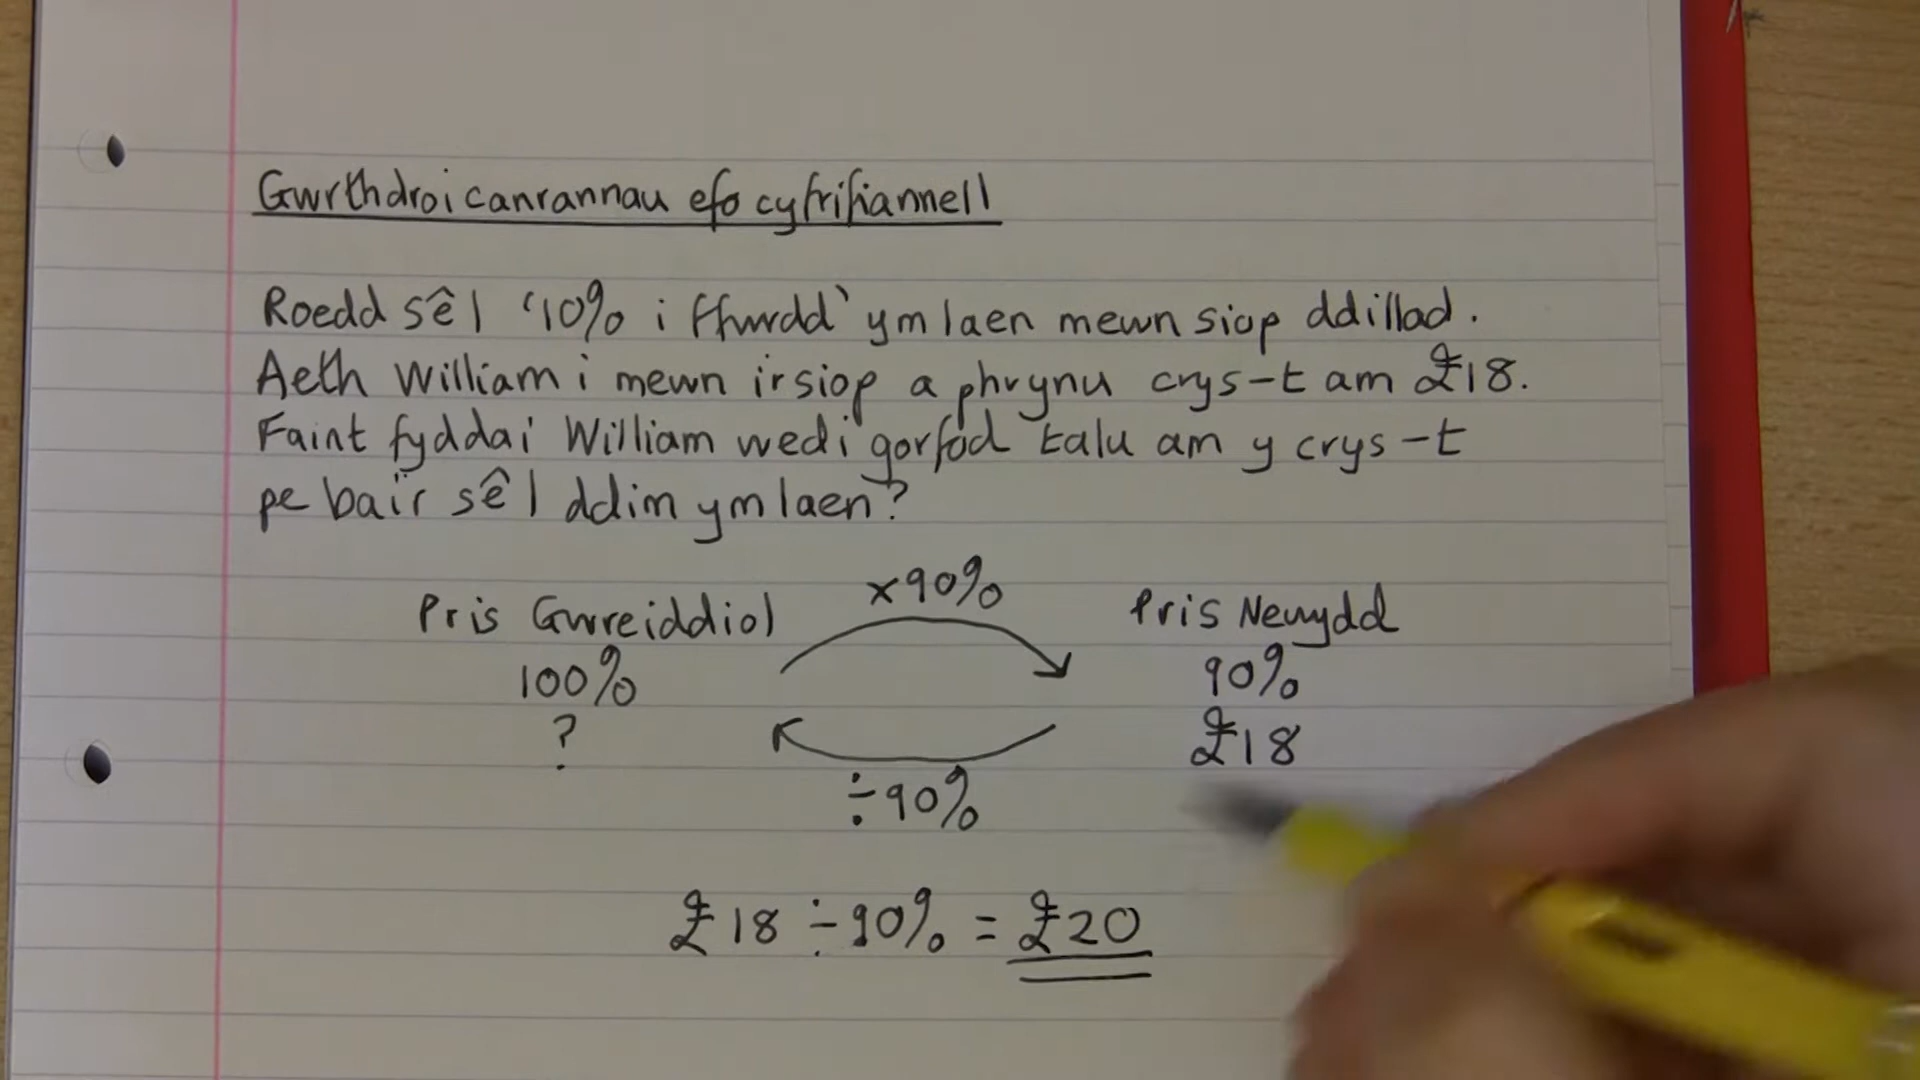 Gwrthdroi canrannau efo cyfrifiannell
Roedd sêl '10% i ffwrdd' ymlaen mewn siop ddillad.
Aeth William i mewn i'r siop a phrynu crys-t am £18.
Faint fyddai William wedi gorfod talu am y crys-t
pe bai'r sêl ddim ymlaen?
×90%
Pris Gwreiddiol Pris Newydd
100% 90%
? £18
÷90%
£18 ÷ 90% = £20